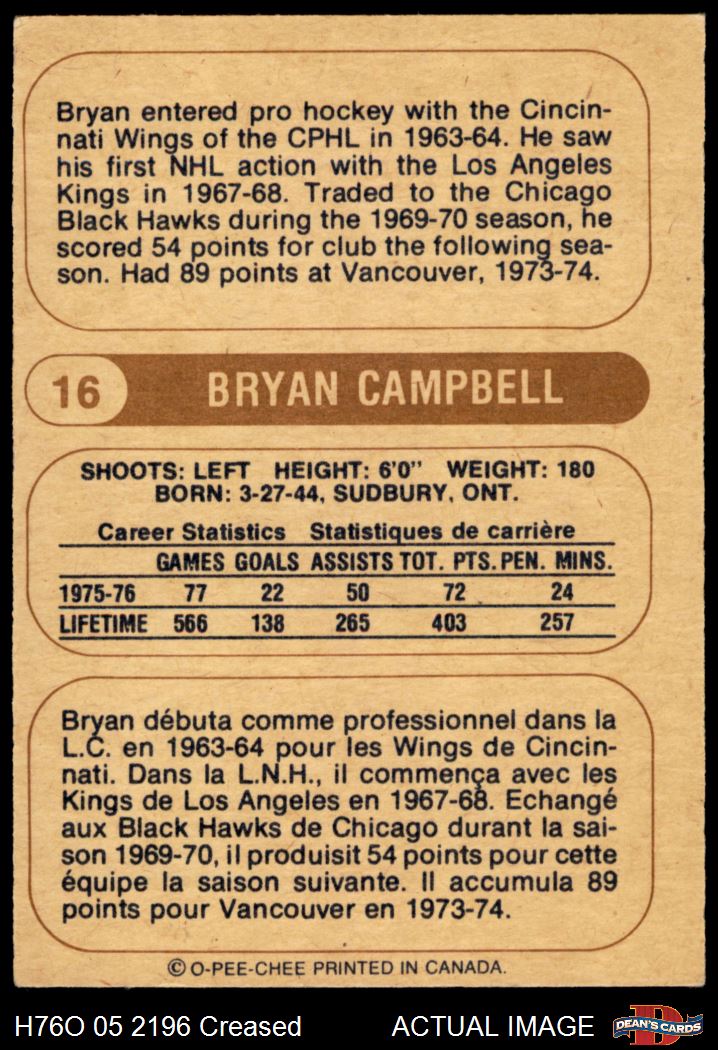 Bryan entered pro hockey with the Cincin-
nati Wings of the CPHL in 1963-64. He saw
his first NHL action with the Los Angeles
Kings in 1967-68. Traded to the Chicago
Black Hawks during the 1969-70 season, he
scored 54 points for club the following sea-
son. Had 89 points at Vancouver, 1973-74.
16 BRYAN CAMPBELL
SHOOTS: LEFT HEIGHT: 6'0" WEIGHT: 180
BORN: 3-27-44, SUDBURY, ONT.
Career Statistics Statistiques de carrière
GAMES GOALS ASSISTS TOT. PTS. PEN. MINS.
1975-76 77 22 50 72 24
LIFETIME 566 138 265 403 257
Bryan débuta comme professionnel dans la
L.C. en 1963-64 pour les Wings de Cincin-
nati. Dans la L.N.H., il commença avec les
Kings de Los Angeles en 1967-68. Echangé
aux Black Hawks de Chicago durant la sai-
son 1969-70, il produisit 54 points pour cette
équipe la saison suivante. Il accumula 89
points pour Vancouver en 1973-74.
© O-PEE-CHEE PRINTED IN CANADA.
H76O 05 2196 Creased ACTUAL IMAGE DEAN'S CARDS